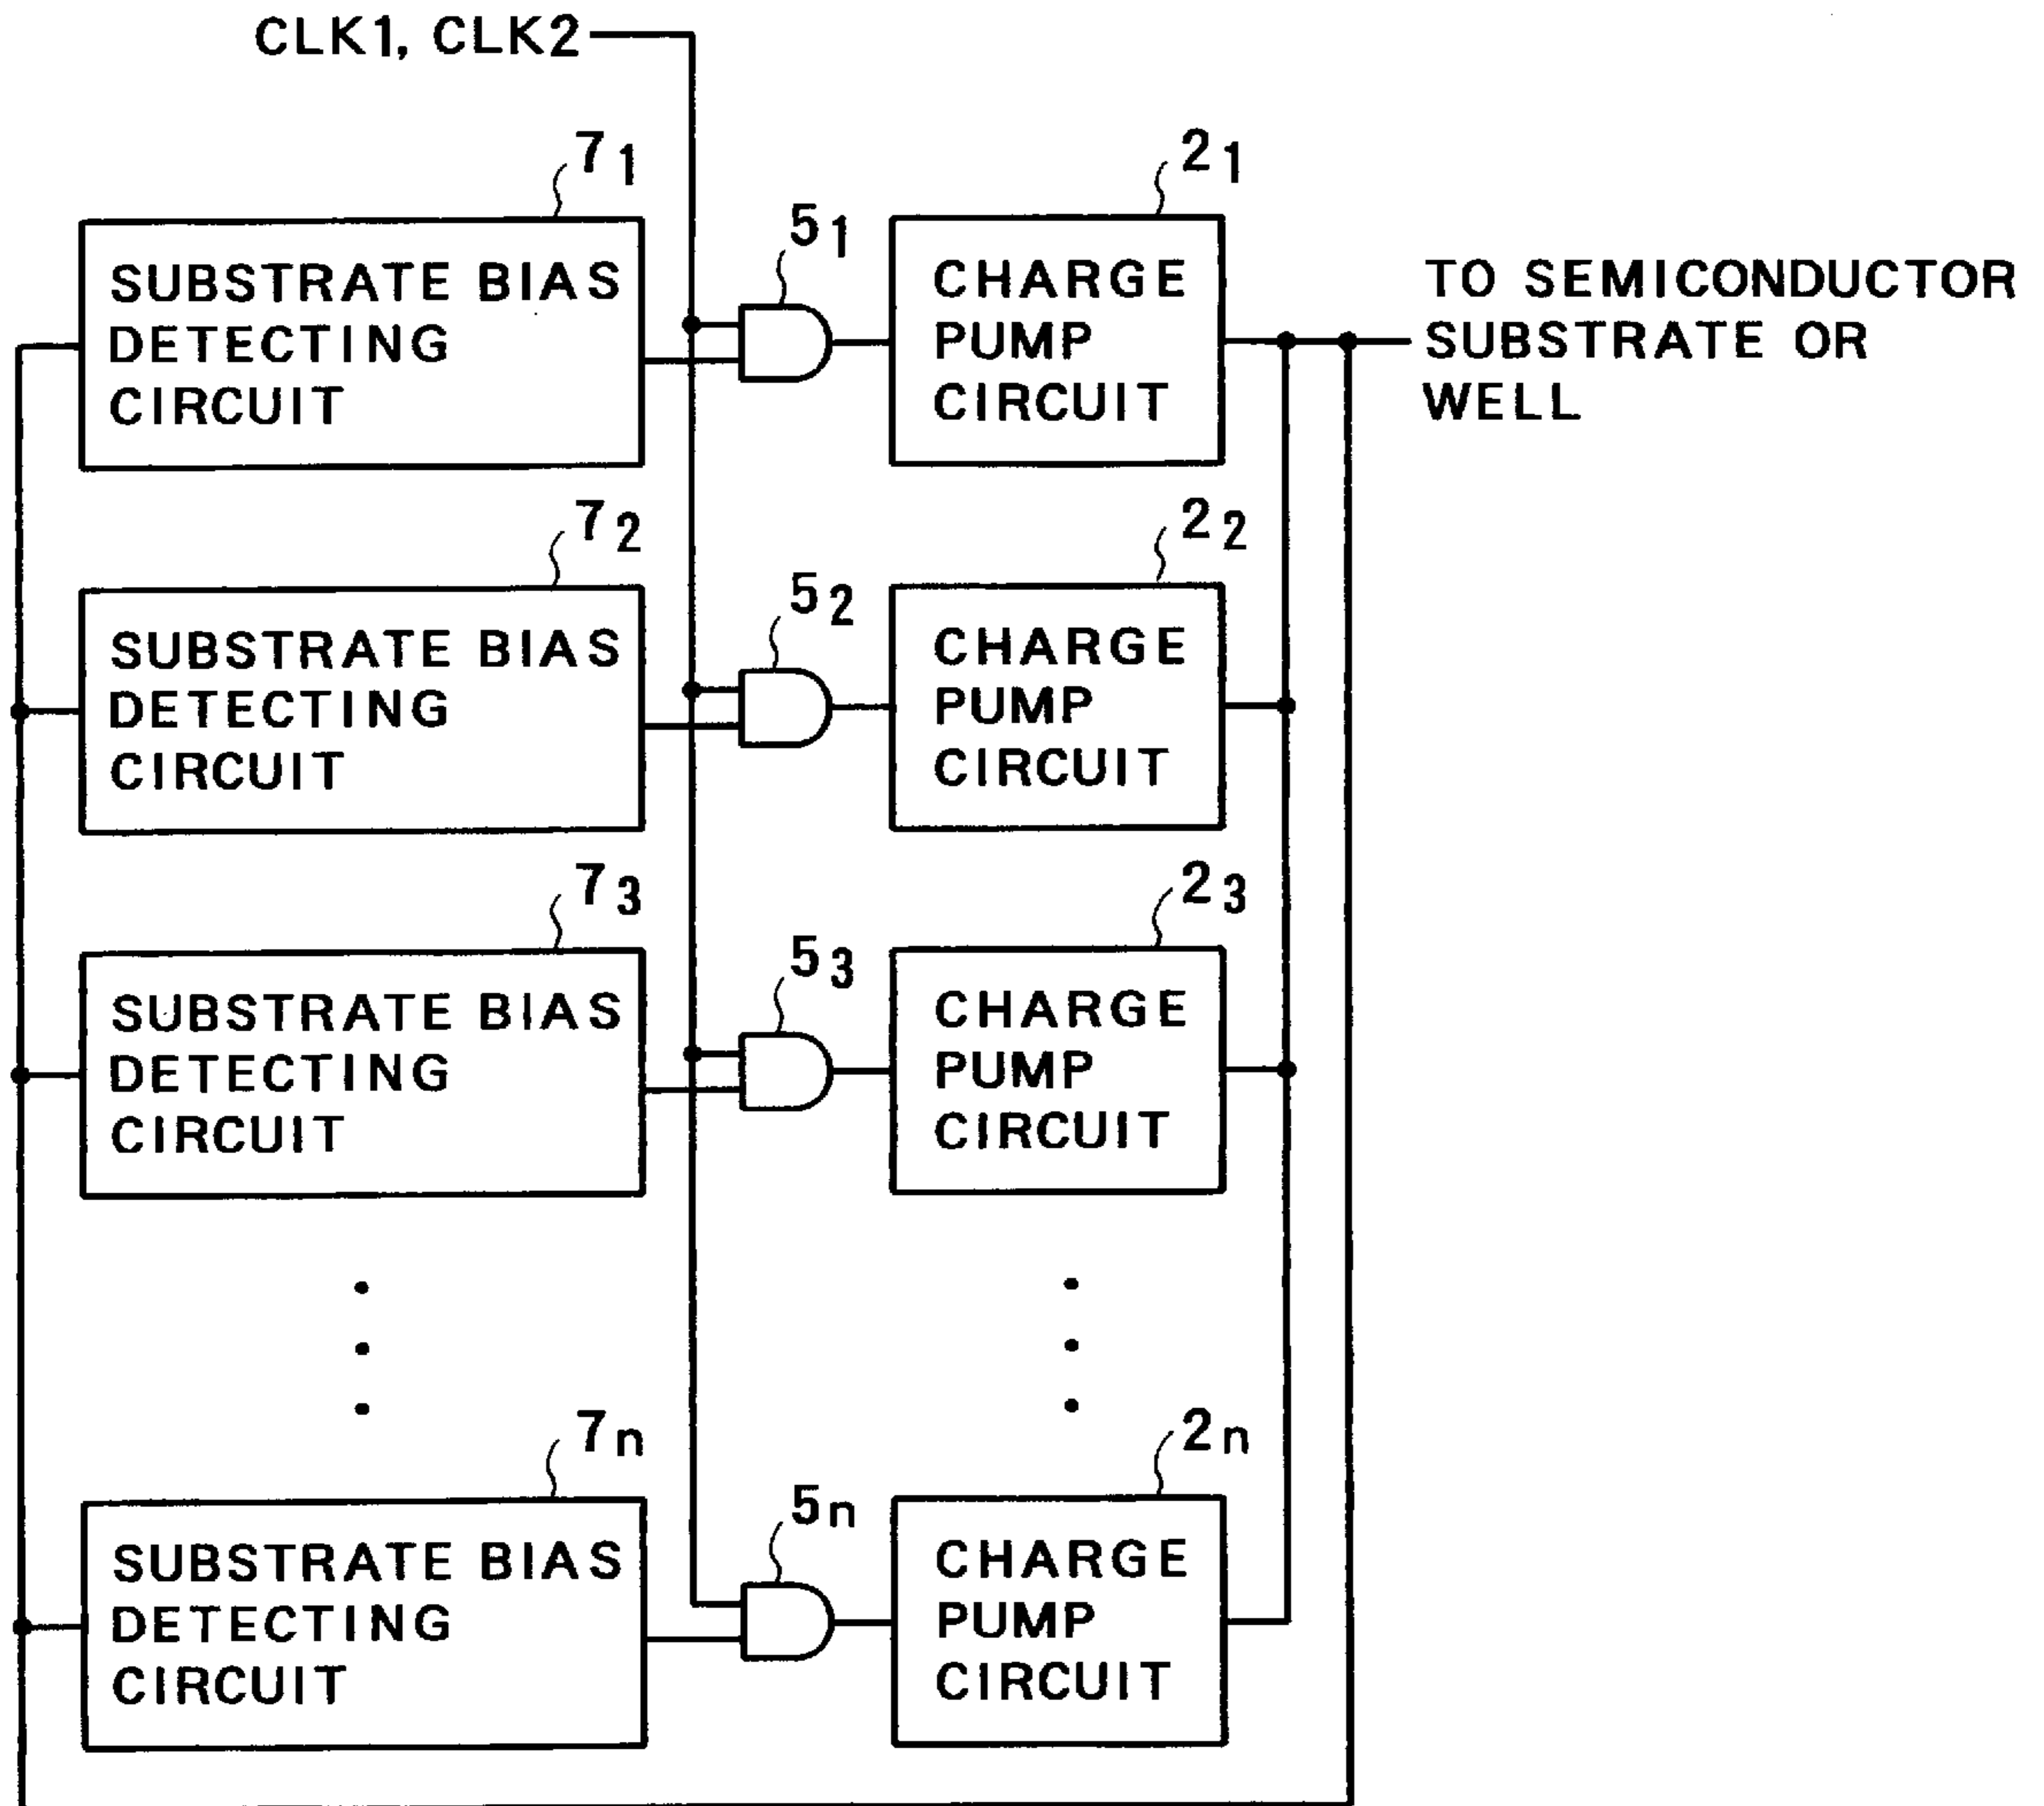 CLK1, CLK2
7₁
SUBSTRATE BIAS
DETECTING
CIRCUIT
5₁
2₁
CHARGE
PUMP
CIRCUIT
TO SEMICONDUCTOR
SUBSTRATE OR
WELL
7₂
SUBSTRATE BIAS
DETECTING
CIRCUIT
5₂
2₂
CHARGE
PUMP
CIRCUIT
7₃
SUBSTRATE BIAS
DETECTING
CIRCUIT
5₃
2₃
CHARGE
PUMP
CIRCUIT
7ₙ
SUBSTRATE BIAS
DETECTING
CIRCUIT
5ₙ
2ₙ
CHARGE
PUMP
CIRCUIT